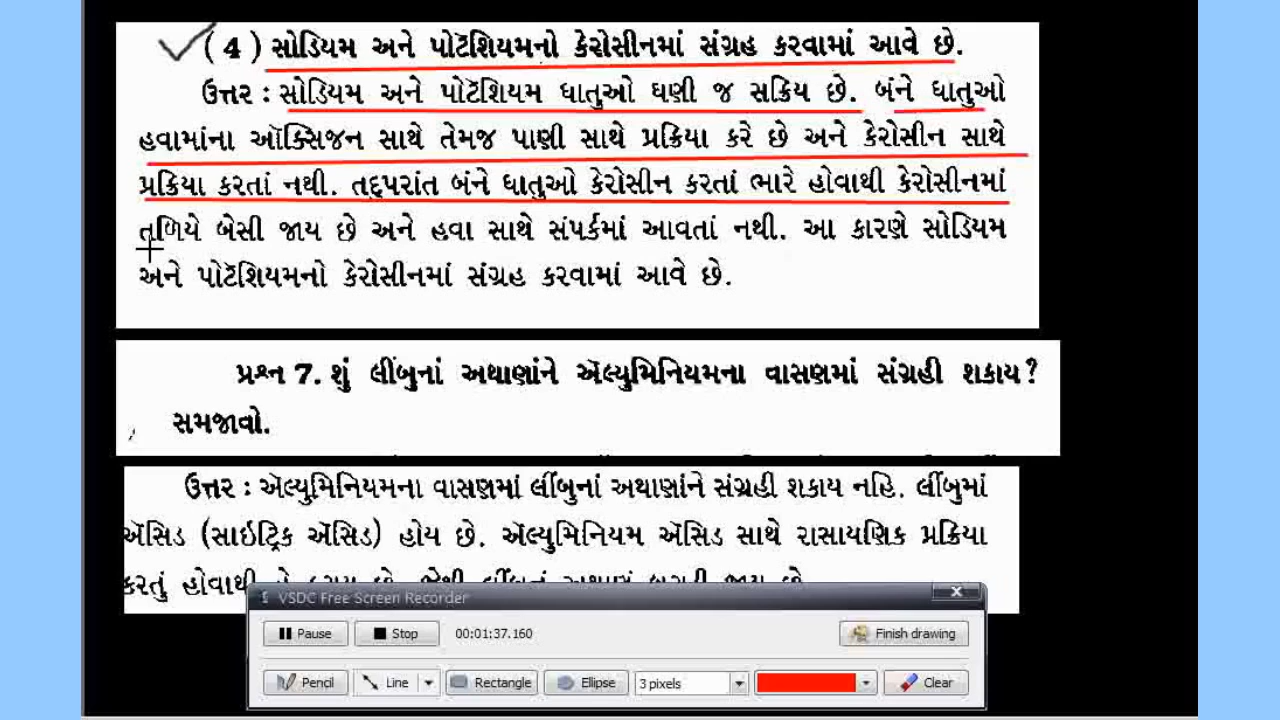 (4) સોડિયમ અને પોટૅશિયમનો કેરોસીનમાં સંગ્રહ કરવામાં આવે છે.
ઉત્તર : સોડિયમ અને પોટૅશિયમ ધાતુઓ ઘણી જ સક્રિય છે. બંને ધાતુઓ
હવામાંના ઑક્સિજન સાથે તેમજ પાણી સાથે પ્રક્રિયા કરે છે અને કેરોસીન સાથે
પ્રક્રિયા કરતાં નથી. તદ્દુપરાંત બંને ધાતુઓ કેરોસીન કરતાં ભારે હોવાથી કેરોસીનમાં
તળિયે બેસી જાય છે અને હવા સાથે સંપર્કમાં આવતાં નથી. આ કારણે સોડિયમ
અને પોટૅશિયમનો કેરોસીનમાં સંગ્રહ કરવામાં આવે છે.
પ્રશ્ન 7. શું લીંબુનાં અથાણાંને ઍલ્યુમિનિયમના વાસણમાં સંગ્રહી શકાય?
સમજાવો.
ઉત્તર : ઍલ્યુમિનિયમના વાસણમાં લીંબુનાં અથાણાંને સંગ્રહી શકાય નહિ. લીંબુમાં
ઍસિડ (સાઇટ્રિક ઍસિડ) હોય છે. ઍલ્યુમિનિયમ ઍસિડ સાથે રાસાયણિક પ્રક્રિયા
કરતું હોવાથી
VSDC Free Screen Recorder
Pause Stop 00:01:37.160 Finish drawing
Pencil Line Rectangle Ellipse 3 pixels Clear